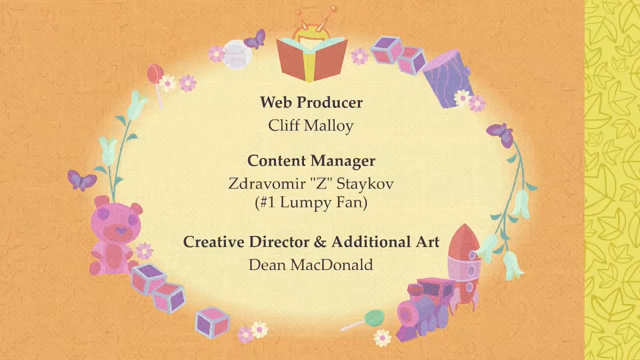 Web Producer
Cliff Malloy
Content Manager
Zdravomir "Z" Staykov
(#1 Lumpy Fan)
Creative Director & Additional Art
Dean MacDonald